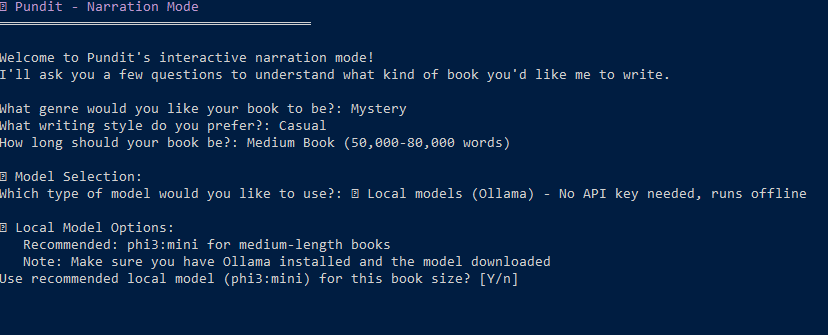 Pundit - Narration Mode
Welcome to Pundit's interactive narration mode!
I'll ask you a few questions to understand what kind of book you'd like me to write.
What genre would you like your book to be?: Mystery
What writing style do you prefer?: Casual
How long should your book be?: Medium Book (50,000-80,000 words)
Model Selection:
Which type of model would you like to use?: Local models (Ollama) - No API key needed, runs offline
Local Model Options:
Recommended: phi3:mini for medium-length books
Note: Make sure you have Ollama installed and the model downloaded
Use recommended local model (phi3:mini) for this book size? [Y/n]